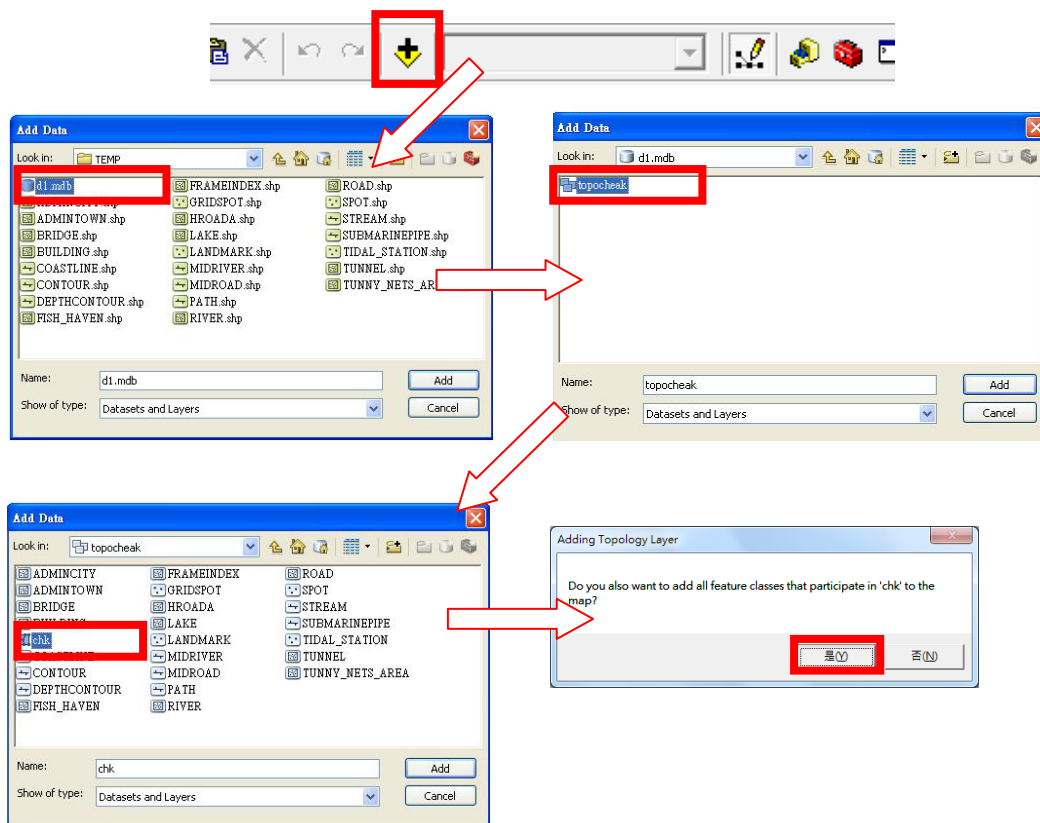 Add Data
Look in: TEMP
d1.mdb
ADMINTOWN.shp
BRIDGE.shp
BUILDING.shp
COASTLINE.shp
CONTOUR.shp
DEPTHCONTOUR.shp
FISH_HAVEN.shp
FRAMEINDEX.shp
GRIDSPOT.shp
HROADA.shp
LAKE.shp
LANDMARK.shp
MIDRIVER.shp
MIDROAD.shp
PATH.shp
RIVER.shp
ROAD.shp
SPOT.shp
STREAM.shp
SUBMARINEPIPE.shp
TIDAL_STATION.shp
TUNNEL.shp
TUNNY_NETS_AR
Name: d1.mdb Add
Show of type: Datasets and Layers Cancel
Add Data
Look in: d1.mdb
topocheak
Name: topocheak Add
Show of type: Datasets and Layers Cancel
Add Data
Look in: topocheak
ADMINCITY
ADMINTOWN
BRIDGE
chk
CONTOUR
DEPTHCONTOUR
FISH_HAVEN
FRAMEINDEX
GRIDSPOT
HROADA
LAKE
LANDMARK
MIDRIVER
MIDROAD
PATH
RIVER
ROAD
SPOT
STREAM
SUBMARINEPIPE
TIDAL_STATION
TUNNEL
TUNNY_NETS_AREA
Name: chk Add
Show of type: Datasets and Layers Cancel
Adding Topology Layer
Do you also want to add all feature classes that participate in 'chk' to the
map?
是(Y) 否(N)